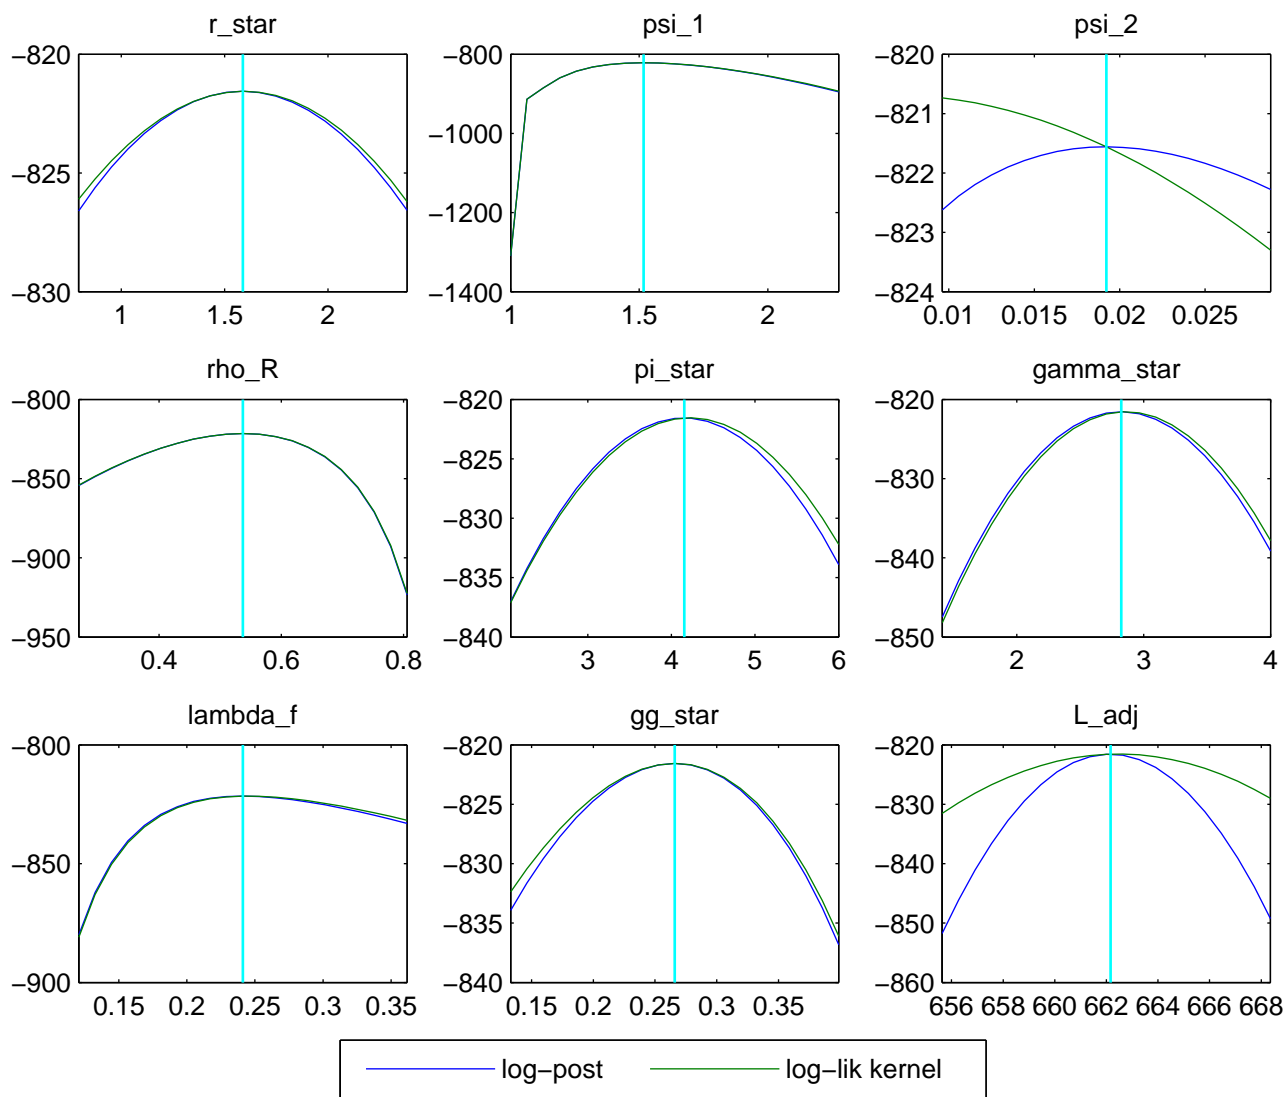 r_star
−820
−825
−830
1 1.5 2
psi_1
−800
−1000
−1200
−1400
1 1.5 2
psi_2
−820
−821
−822
−823
−824
0.01 0.015 0.02 0.025
rho_R
−800
−850
−900
−950
0.4 0.6 0.8
pi_star
−820
−825
−830
−835
−840
3 4 5 6
gamma_star
−820
−830
−840
−850
2 3 4
lambda_f
−800
−850
−900
0.15 0.2 0.25 0.3 0.35
gg_star
−820
−825
−830
−835
−840
0.15 0.2 0.25 0.3 0.35
L_adj
−820
−830
−840
−850
−860
656 658 660 662 664 666 668
log−post log−lik kernel